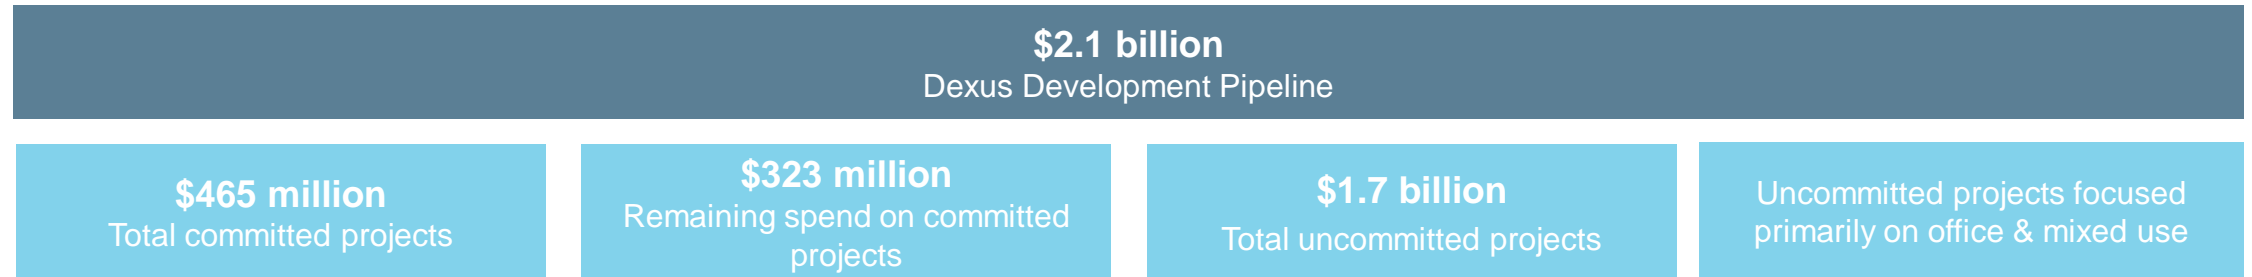 $2.1 billion
Dexus Development Pipeline
$465 million
Total committed projects
$323 million
Remaining spend on committed
projects
$1.7 billion
Total uncommitted projects
Uncommitted projects focused
primarily on office & mixed use